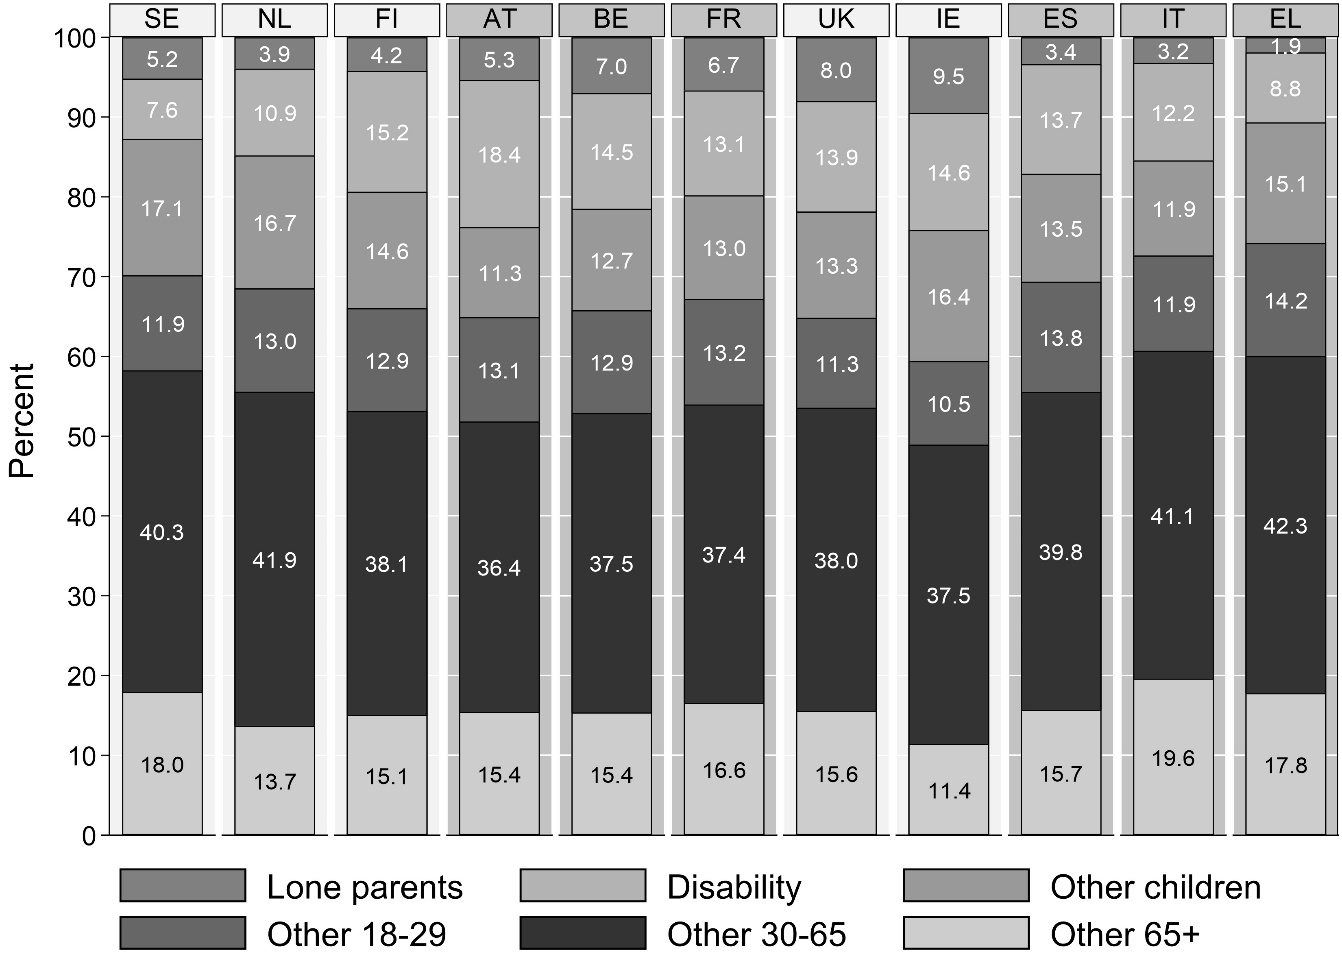 SE NL FI AT BE FR UK IE ES IT EL
100 5.2 3.9 4.2 5.3 7.0 6.7 8.0 9.5 3.4 3.2 1.9
90 7.6 10.9 15.2 18.4 14.5 13.1 13.9 14.6 13.7 12.2 8.8
80 17.1 16.7 14.6 11.3 12.7 13.0 13.3 16.4 13.5 11.9 15.1
70
60 11.9 13.0 12.9 13.1 12.9 13.2 11.3 10.5 13.8 11.9 14.2
Percent
50
40 40.3 41.9 38.1 36.4 37.5 37.4 38.0 37.5 39.8 41.1 42.3
30
20
10 18.0 13.7 15.1 15.4 15.4 16.6 15.6 11.4 15.7 19.6 17.8
0
Lone parents Disability Other children
Other 18-29 Other 30-65 Other 65+